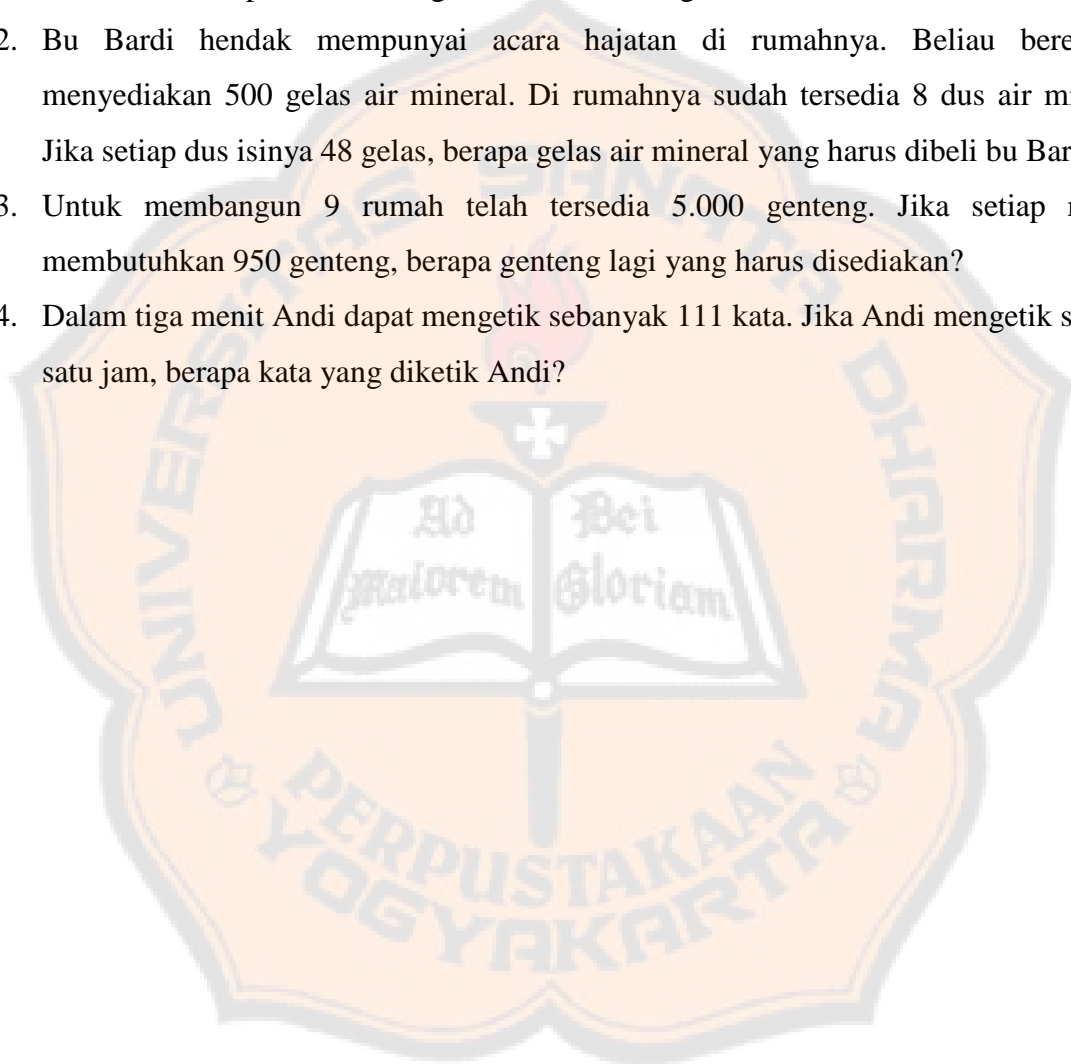 2. Bu Bardi hendak mempunyai acara hajatan di rumahnya. Beliau bere
menyediakan 500 gelas air mineral. Di rumahnya sudah tersedia 8 dus air mi
Jika setiap dus isinya 48 gelas, berapa gelas air mineral yang harus dibeli bu Bar
3. Untuk membangun 9 rumah telah tersedia 5.000 genteng. Jika setiap
membutuhkan 950 genteng, berapa genteng lagi yang harus disediakan?
4. Dalam tiga menit Andi dapat mengetik sebanyak 111 kata. Jika Andi mengetik s
satu jam, berapa kata yang diketik Andi?
UNIVERSITAS SANATA DHARMA
Ad Dei
Maiorem Gloriam
PERPUSTAKAAN
YOGYAKARTA